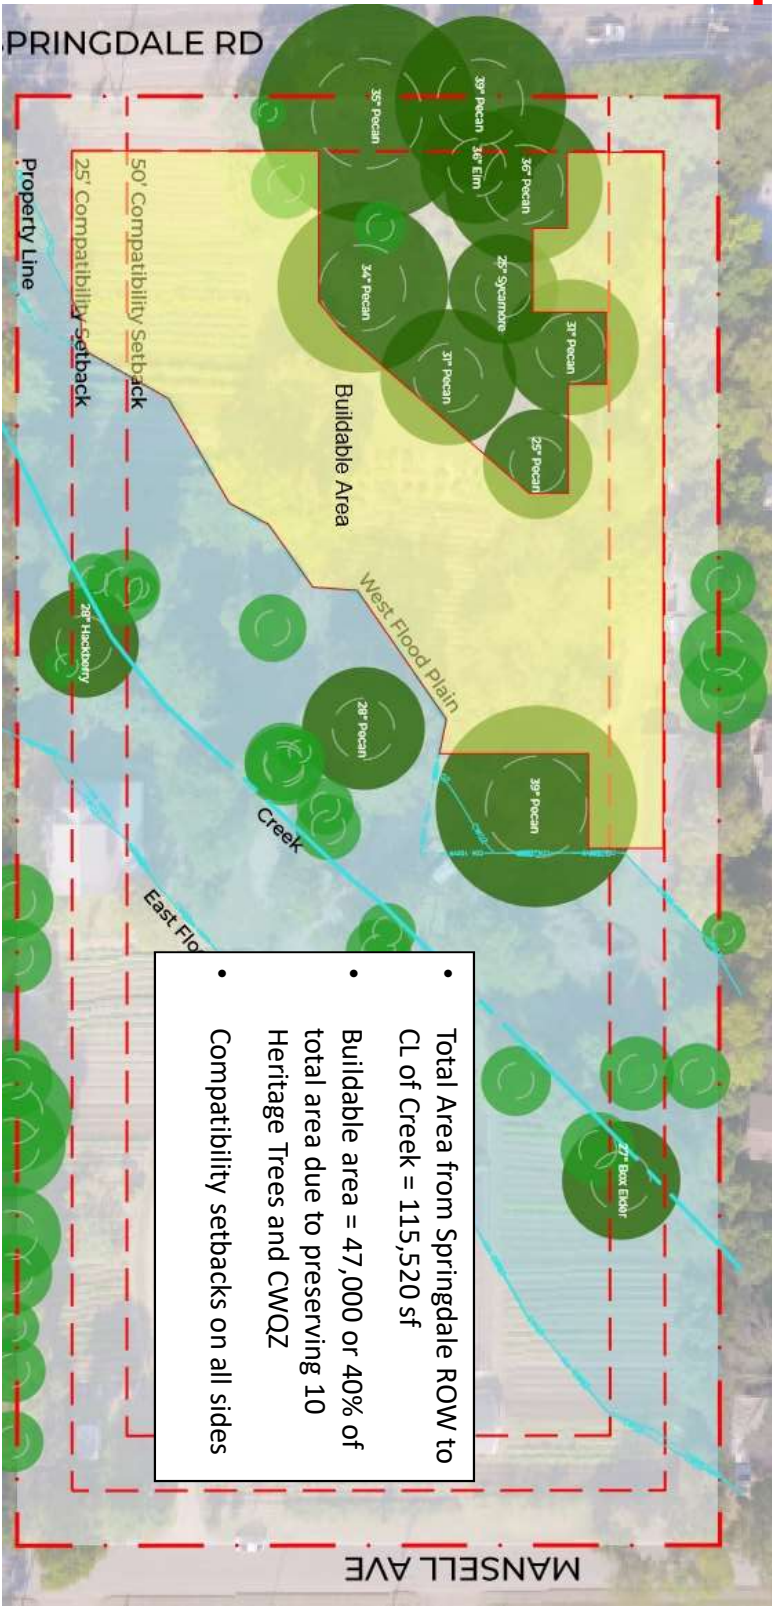 SPRINGDALE RD
35" Pecan
39" Pecan
36" Elm
36" Pecan
34" Pecan
25" Sycamore
31" Pecan
31" Pecan
25" Pecan
Property Line
25' Compatibility Setback
50' Compatibility Setback
Buildable Area
West Flood Plain
28" Hackberry
28" Pecan
39" Pecan
Creek
East Flo
27" Box Elder
• Total Area from Springdale ROW to
CL of Creek = 115,520 sf
• Buildable area = 47,000 or 40% of
total area due to preserving 10
Heritage Trees and CWQZ
• Compatibility setbacks on all sides
MANSELL AVE